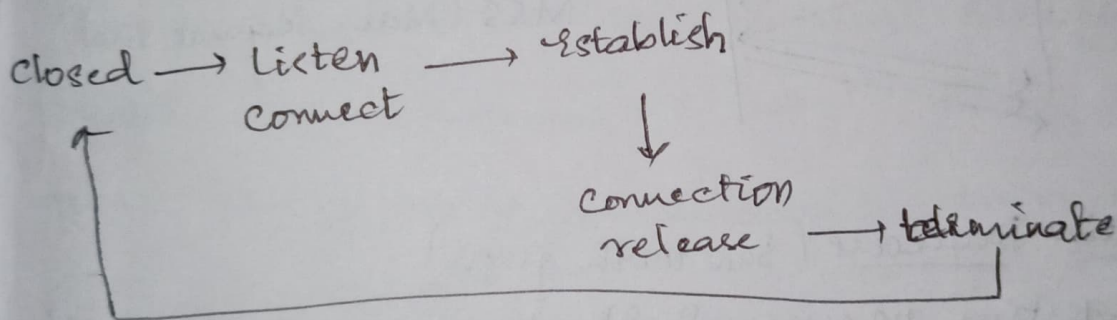 closed → Listen → Establish
connect
↓
connection
release → terminate